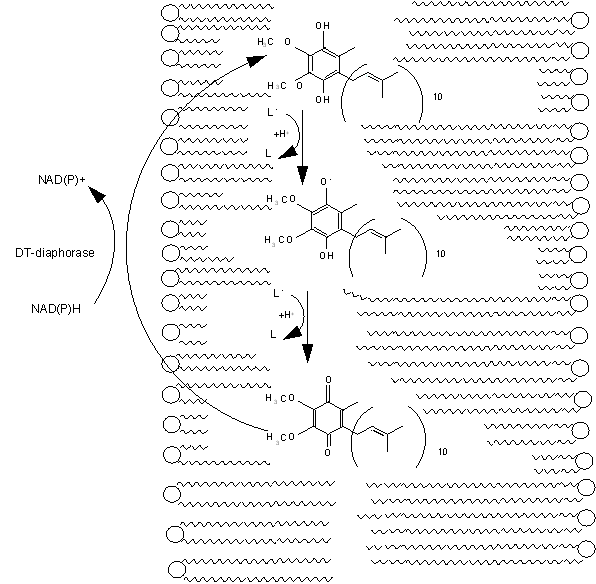 OH
H₃C O
H₃C O
OH
10
L˙
+H˙
L
NAD(P)+
O˙
H₃CO
H₃CO
OH
10
DT-diaphorase
L˙
+H˙
NAD(P)H
L
O
H₃CO
H₃CO
O
10